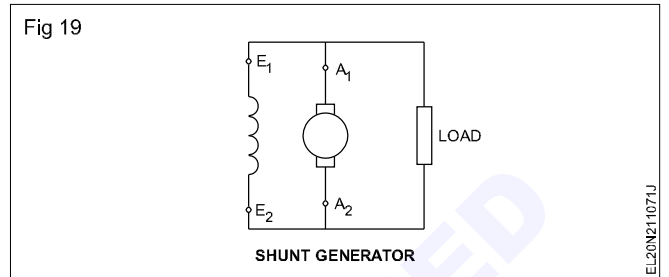 Fig 19
E1
A1
LOAD
E2
A2
SHUNT GENERATOR
EL20N211071J